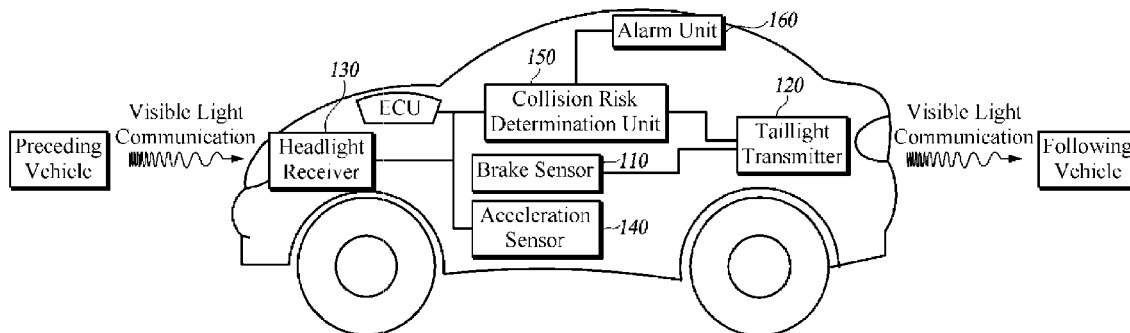 160
Alarm Unit
150
130
120
ECU
Collision Risk
Determination Unit
Visible Light
Communication
Visible Light
Communication
Preceding
Vehicle
Headlight
Receiver
110
Brake Sensor
Taillight
Transmitter
Following
Vehicle
Acceleration
Sensor
140